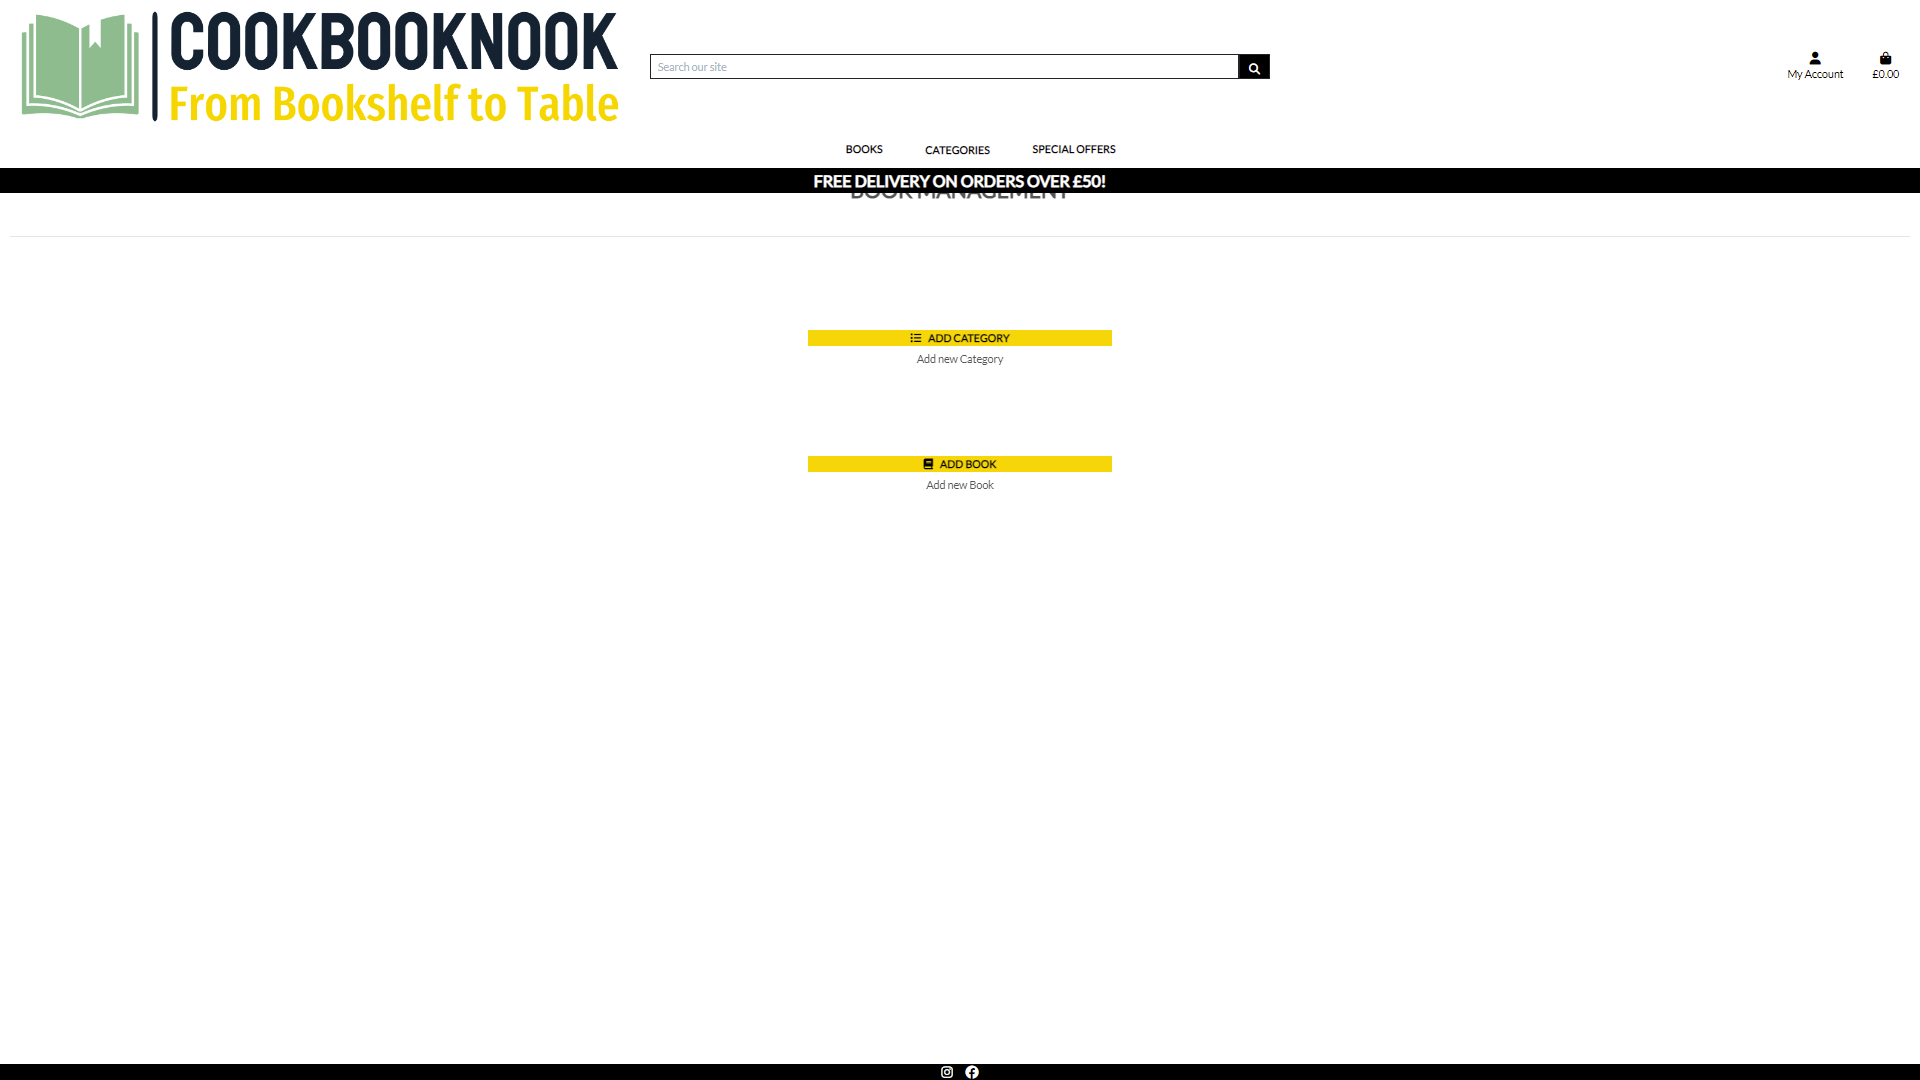 COOKBOOKNOOK
From Bookshelf to Table
Search our site
My Account
£0.00
BOOKS
CATEGORIES
SPECIAL OFFERS
FREE DELIVERY ON ORDERS OVER £50!
BOOK MANAGEMENT
ADD CATEGORY
Add new Category
ADD BOOK
Add new Book